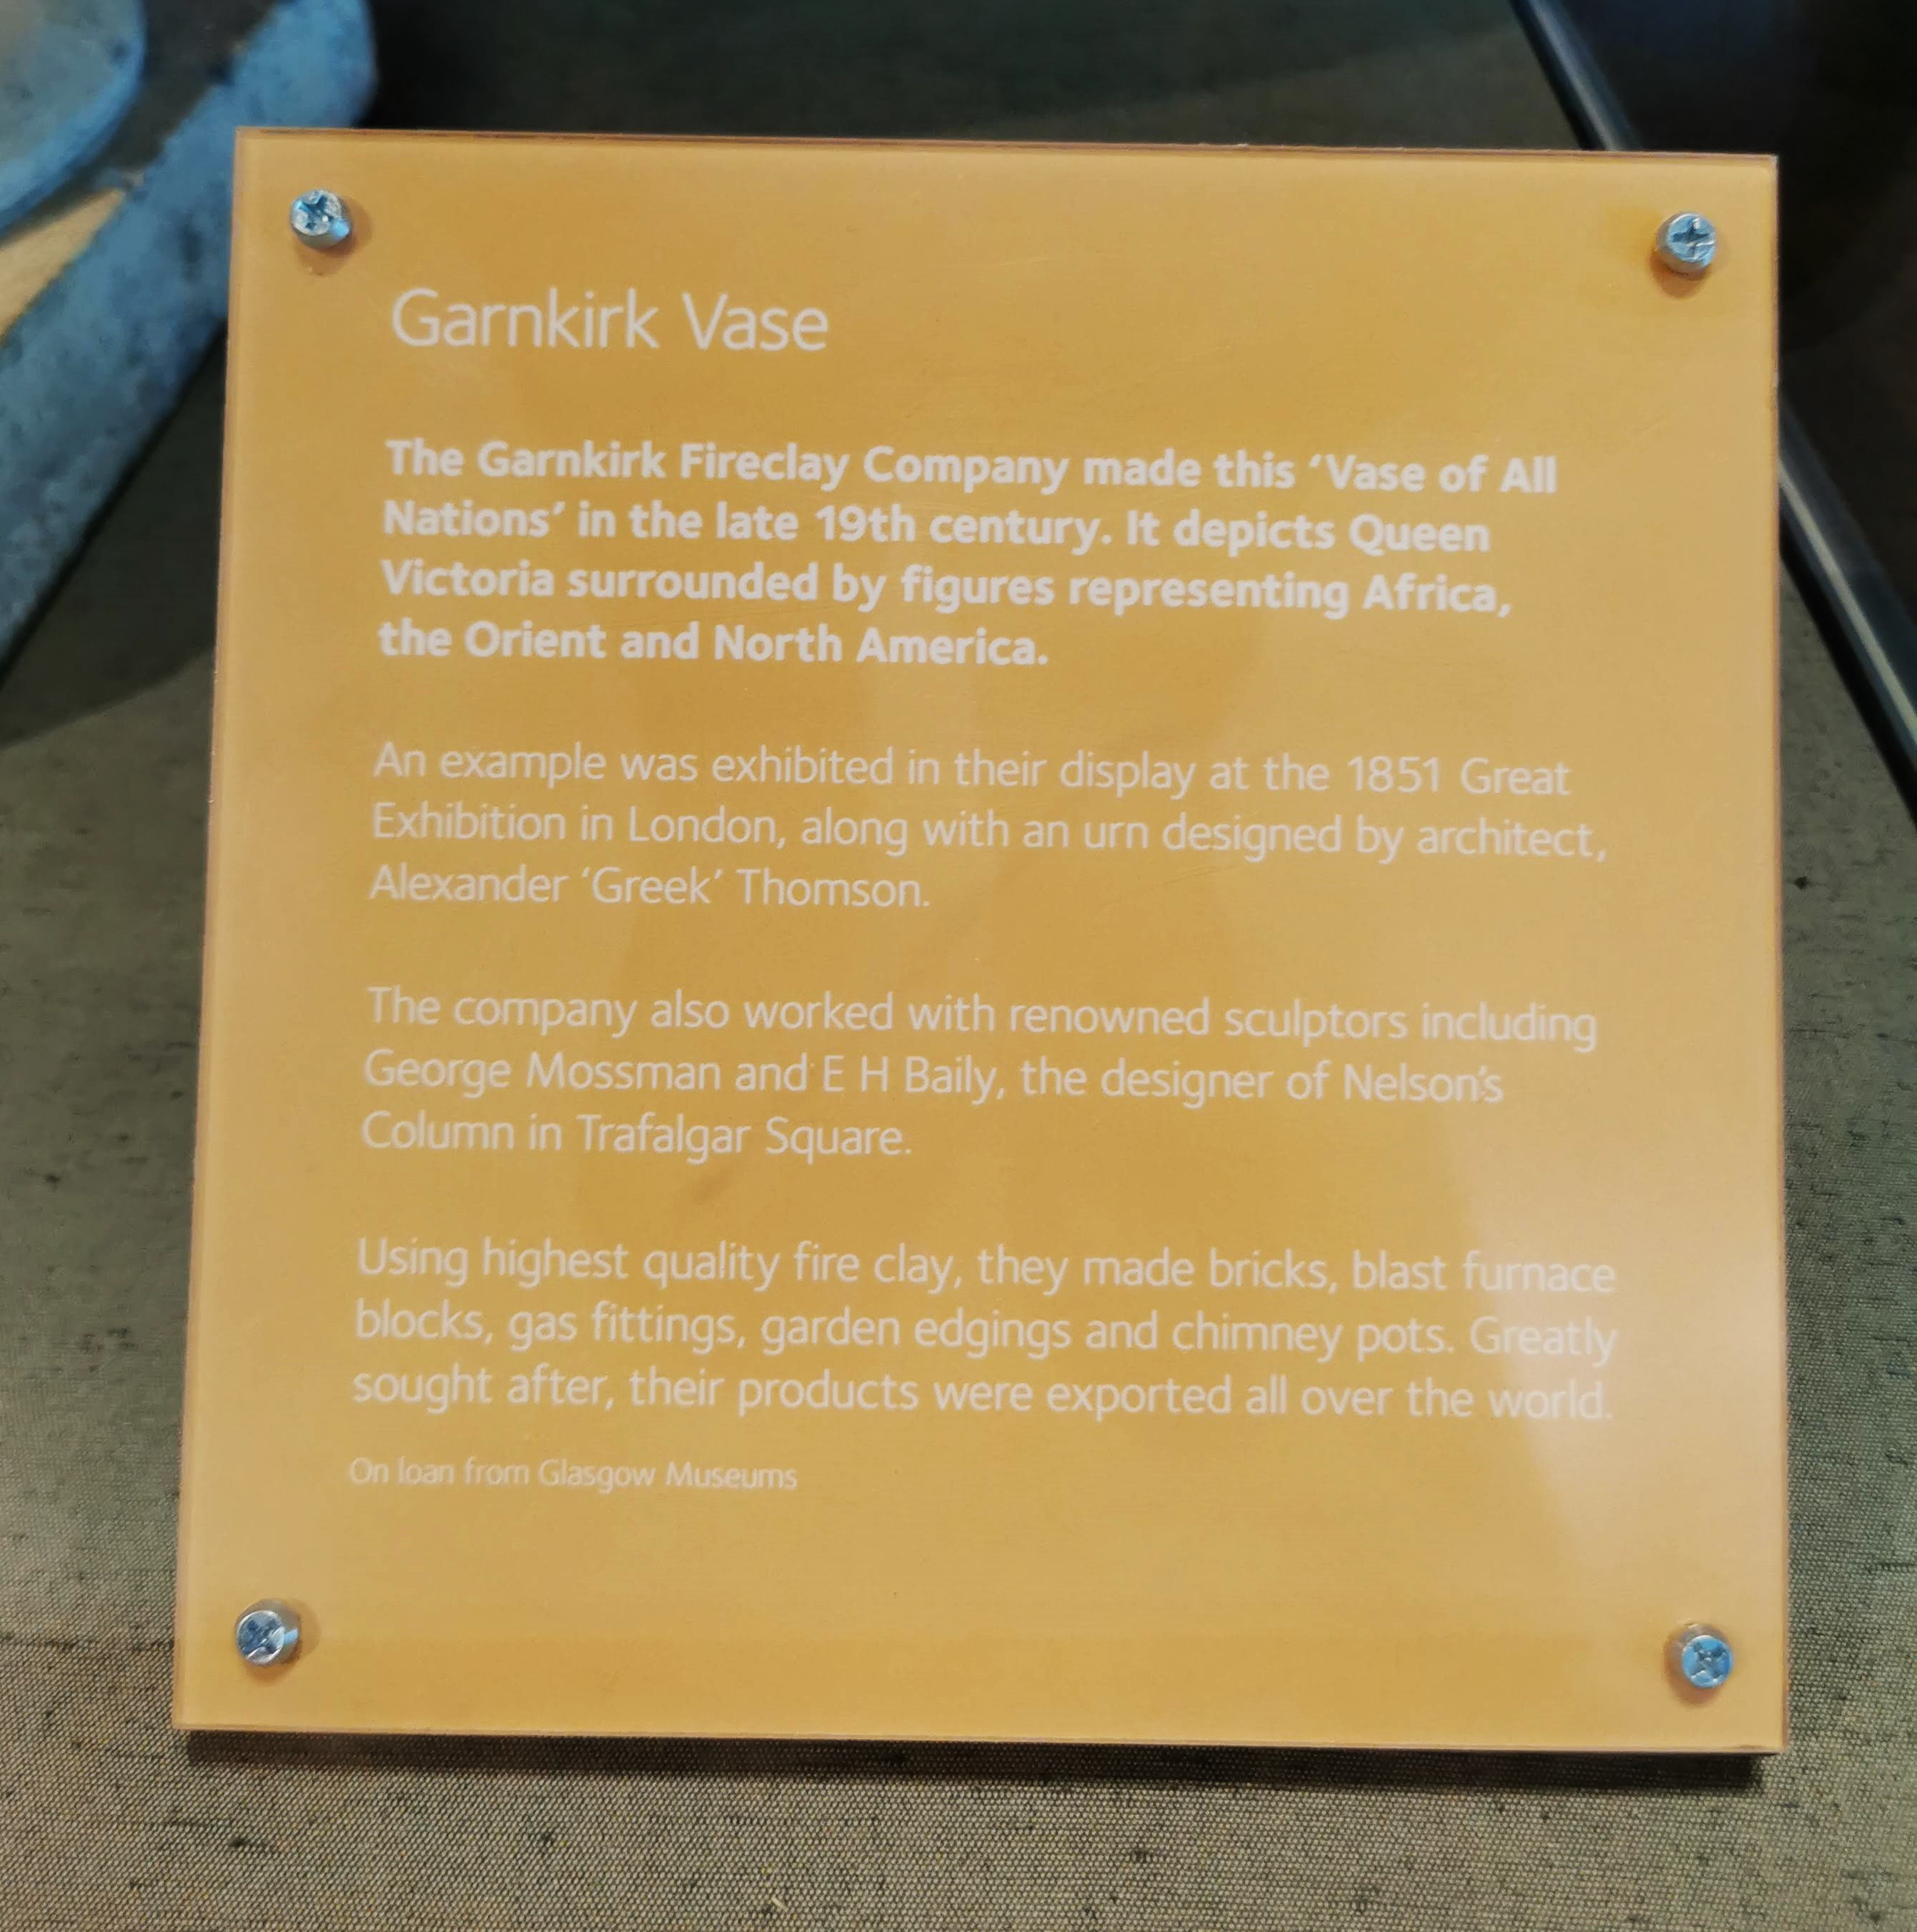 Garnkirk Vase
The Garnkirk Fireclay Company made this ‘Vase of All
Nations’ in the late 19th century. It depicts Queen
Victoria surrounded by figures representing Africa,
the Orient and North America.
An example was exhibited in their display at the 1851 Great
Exhibition in London, along with an urn designed by architect,
Alexander ‘Greek’ Thomson.
The company also worked with renowned sculptors including
George Mossman and E H Baily, the designer of Nelson’s
Column in Trafalgar Square.
Using highest quality fire clay, they made bricks, blast furnace
blocks, gas fittings, garden edgings and chimney pots. Greatly
sought after, their products were exported all over the world.
On loan from Glasgow Museums